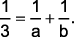 1/3 = 1/a + 1/b.